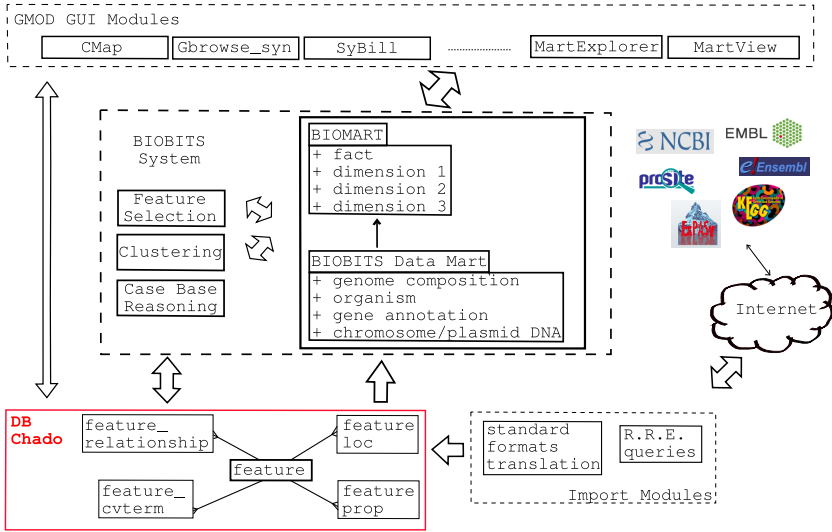 GMOD GUI Modules
CMap
Gbrowse_syn
SyBill
MartExplorer
MartView
BIOBITS
System
Feature
Selection
Clustering
Case Base
Reasoning
BIOMART
+ fact
+ dimension 1
+ dimension 2
+ dimension 3
BIOBITS Data Mart
+ genome composition
+ organism
+ gene annotation
+ chromosome/plasmid DNA
NCBI
EMBL
e!Ensembl
prosite
KEGG
ExPASy
Internet
DB
Chado
feature_
relationship
feature
loc
feature
feature_
cvterm
feature
prop
standard
formats
translation
R.R.E.
queries
Import Modules